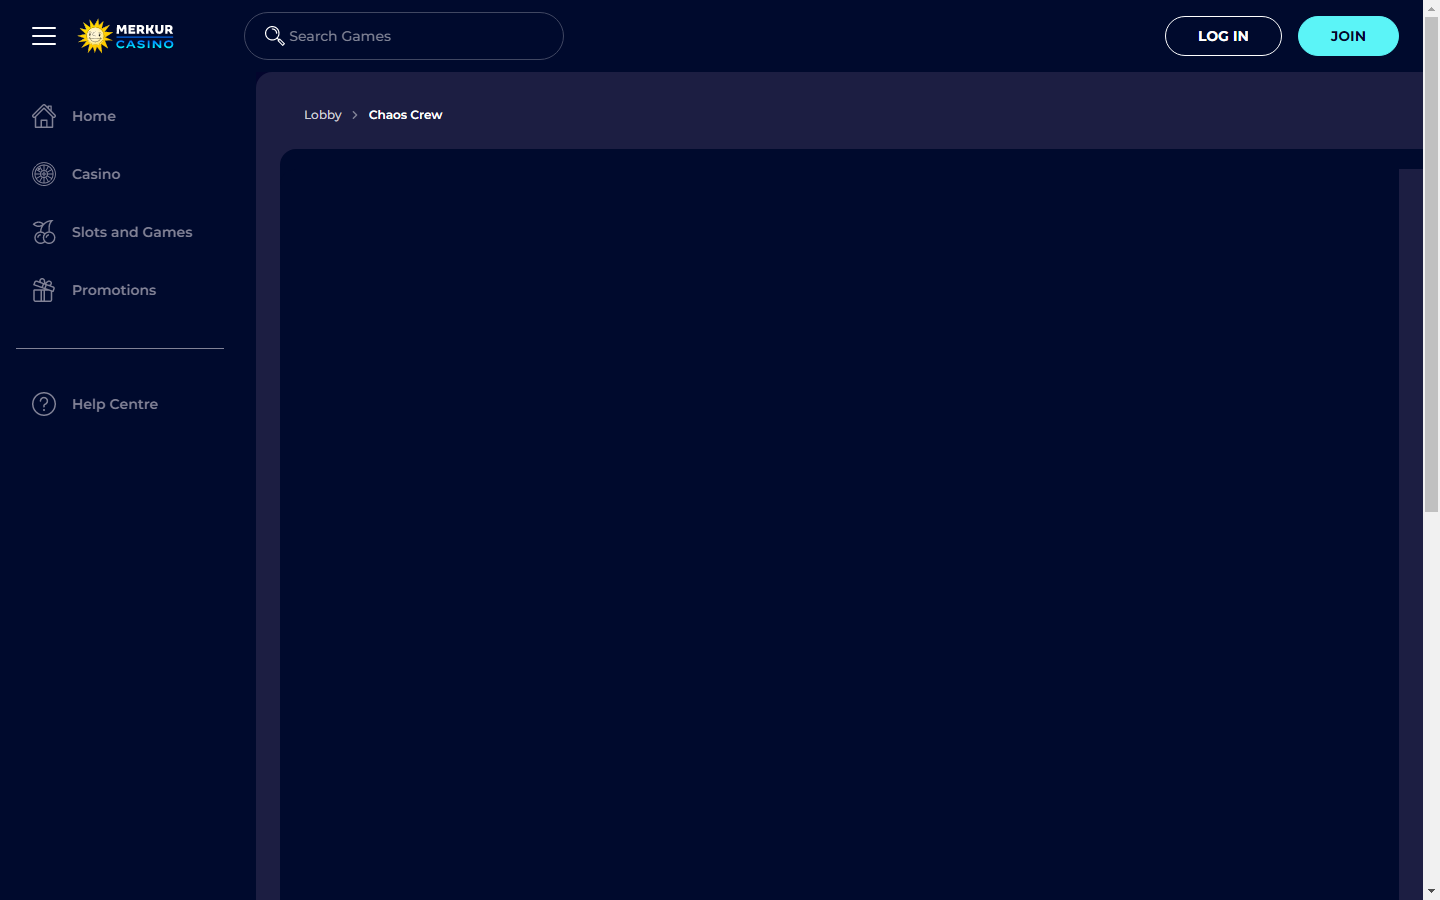 MERKUR
CASINO
Search Games
LOG IN
JOIN
Lobby
Chaos Crew
Home
Casino
Slots and Games
Promotions
Help Centre